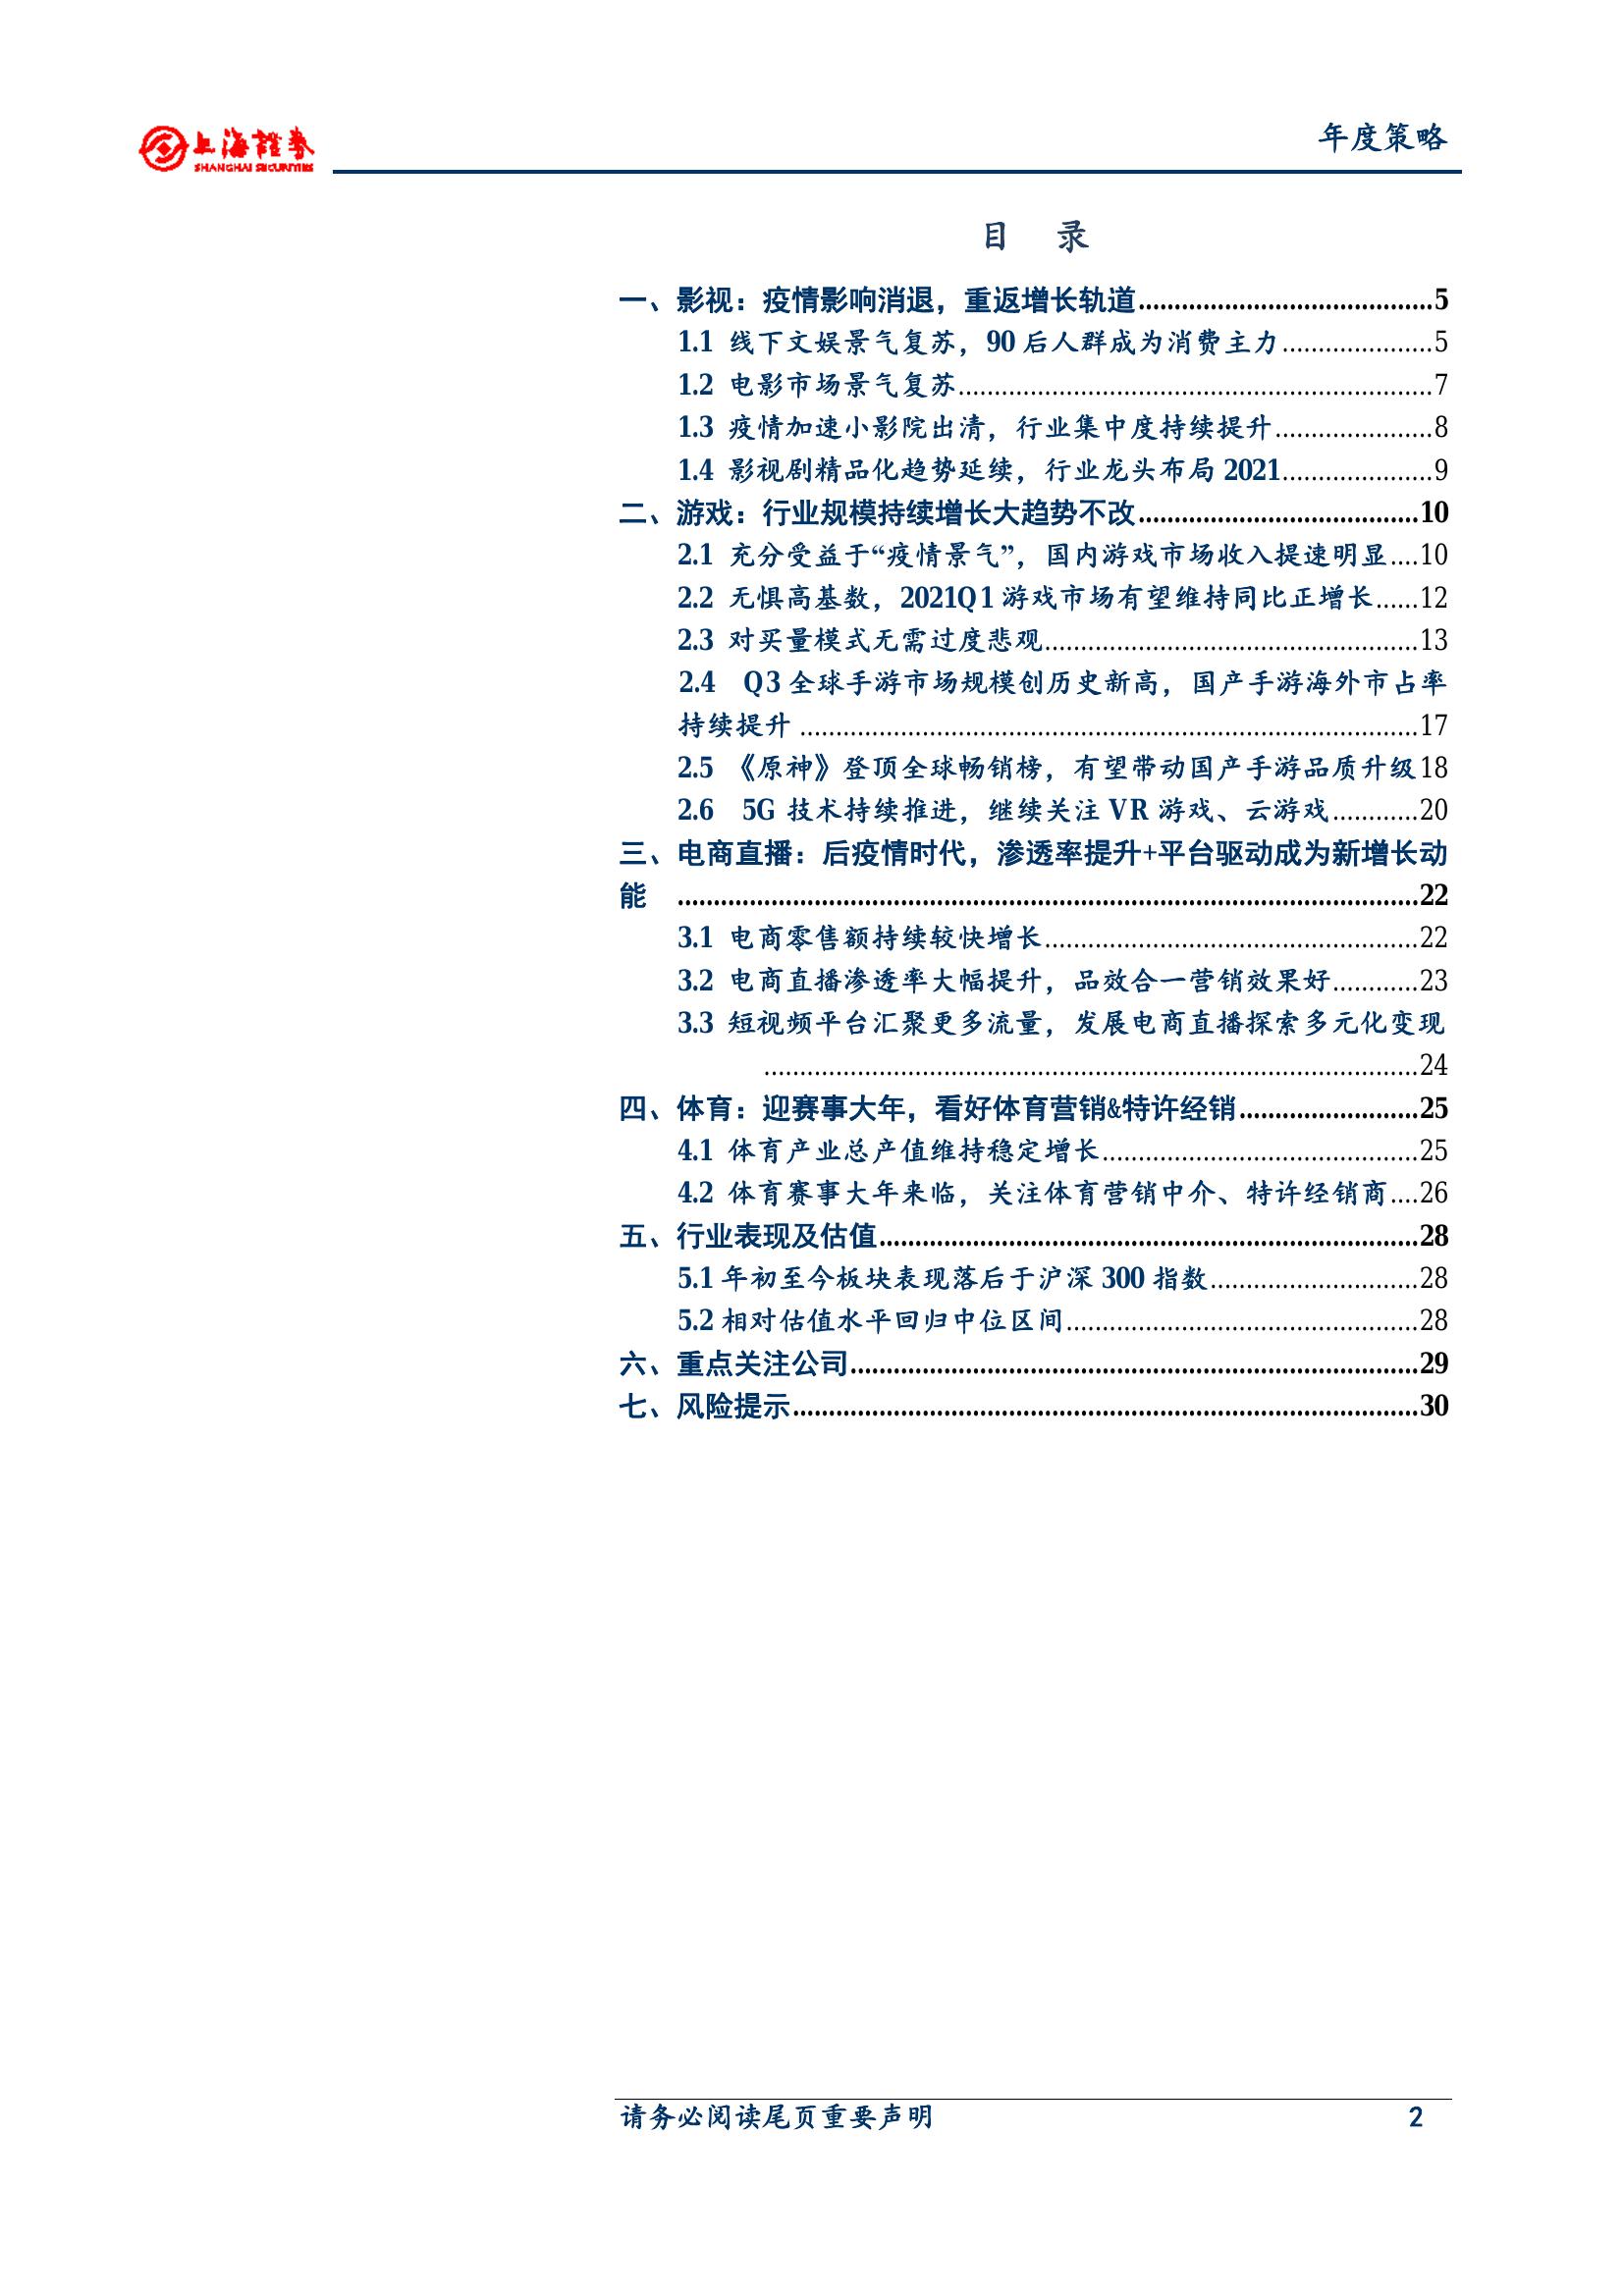 上海證券
SHANGHAI SECURITIES
年度策略
目 录
一、影视：疫情影响消退，重返增长轨道.........................................5
1.1 线下文娱景气复苏，90 后人群成为消费主力.....................5
1.2 电影市场景气复苏..................................................................7
1.3 疫情加速小影院出清，行业集中度持续提升......................8
1.4 影视剧精品化趋势延续，行业龙头布局 2021.....................9
二、游戏：行业规模持续增长大趋势不改.......................................10
2.1 充分受益于“疫情景气”，国内游戏市场收入提速明显....10
2.2 无惧高基数，2021Q1 游戏市场有望维持同比正增长......12
2.3 对买量模式无需过度悲观....................................................13
2.4 Q3 全球手游市场规模创历史新高，国产手游海外市占率
持续提升 ......................................................................................17
2.5 《原神》登顶全球畅销榜，有望带动国产手游品质升级18
2.6 5G 技术持续推进，继续关注 VR 游戏、云游戏............20
三、电商直播：后疫情时代，渗透率提升+平台驱动成为新增长动
能 .......................................................................................................22
3.1 电商零售额持续较快增长....................................................22
3.2 电商直播渗透率大幅提升，品效合一营销效果好............23
3.3 短视频平台汇聚更多流量，发展电商直播探索多元化变现
...........................................................................................24
四、体育：迎赛事大年，看好体育营销&特许经销.........................25
4.1 体育产业总产值维持稳定增长............................................25
4.2 体育赛事大年来临，关注体育营销中介、特许经销商....26
五、行业表现及估值...........................................................................28
5.1 年初至今板块表现落后于沪深 300 指数.............................28
5.2 相对估值水平回归中位区间.................................................28
六、重点关注公司...............................................................................29
七、风险提示.......................................................................................30
请务必阅读尾页重要声明 2